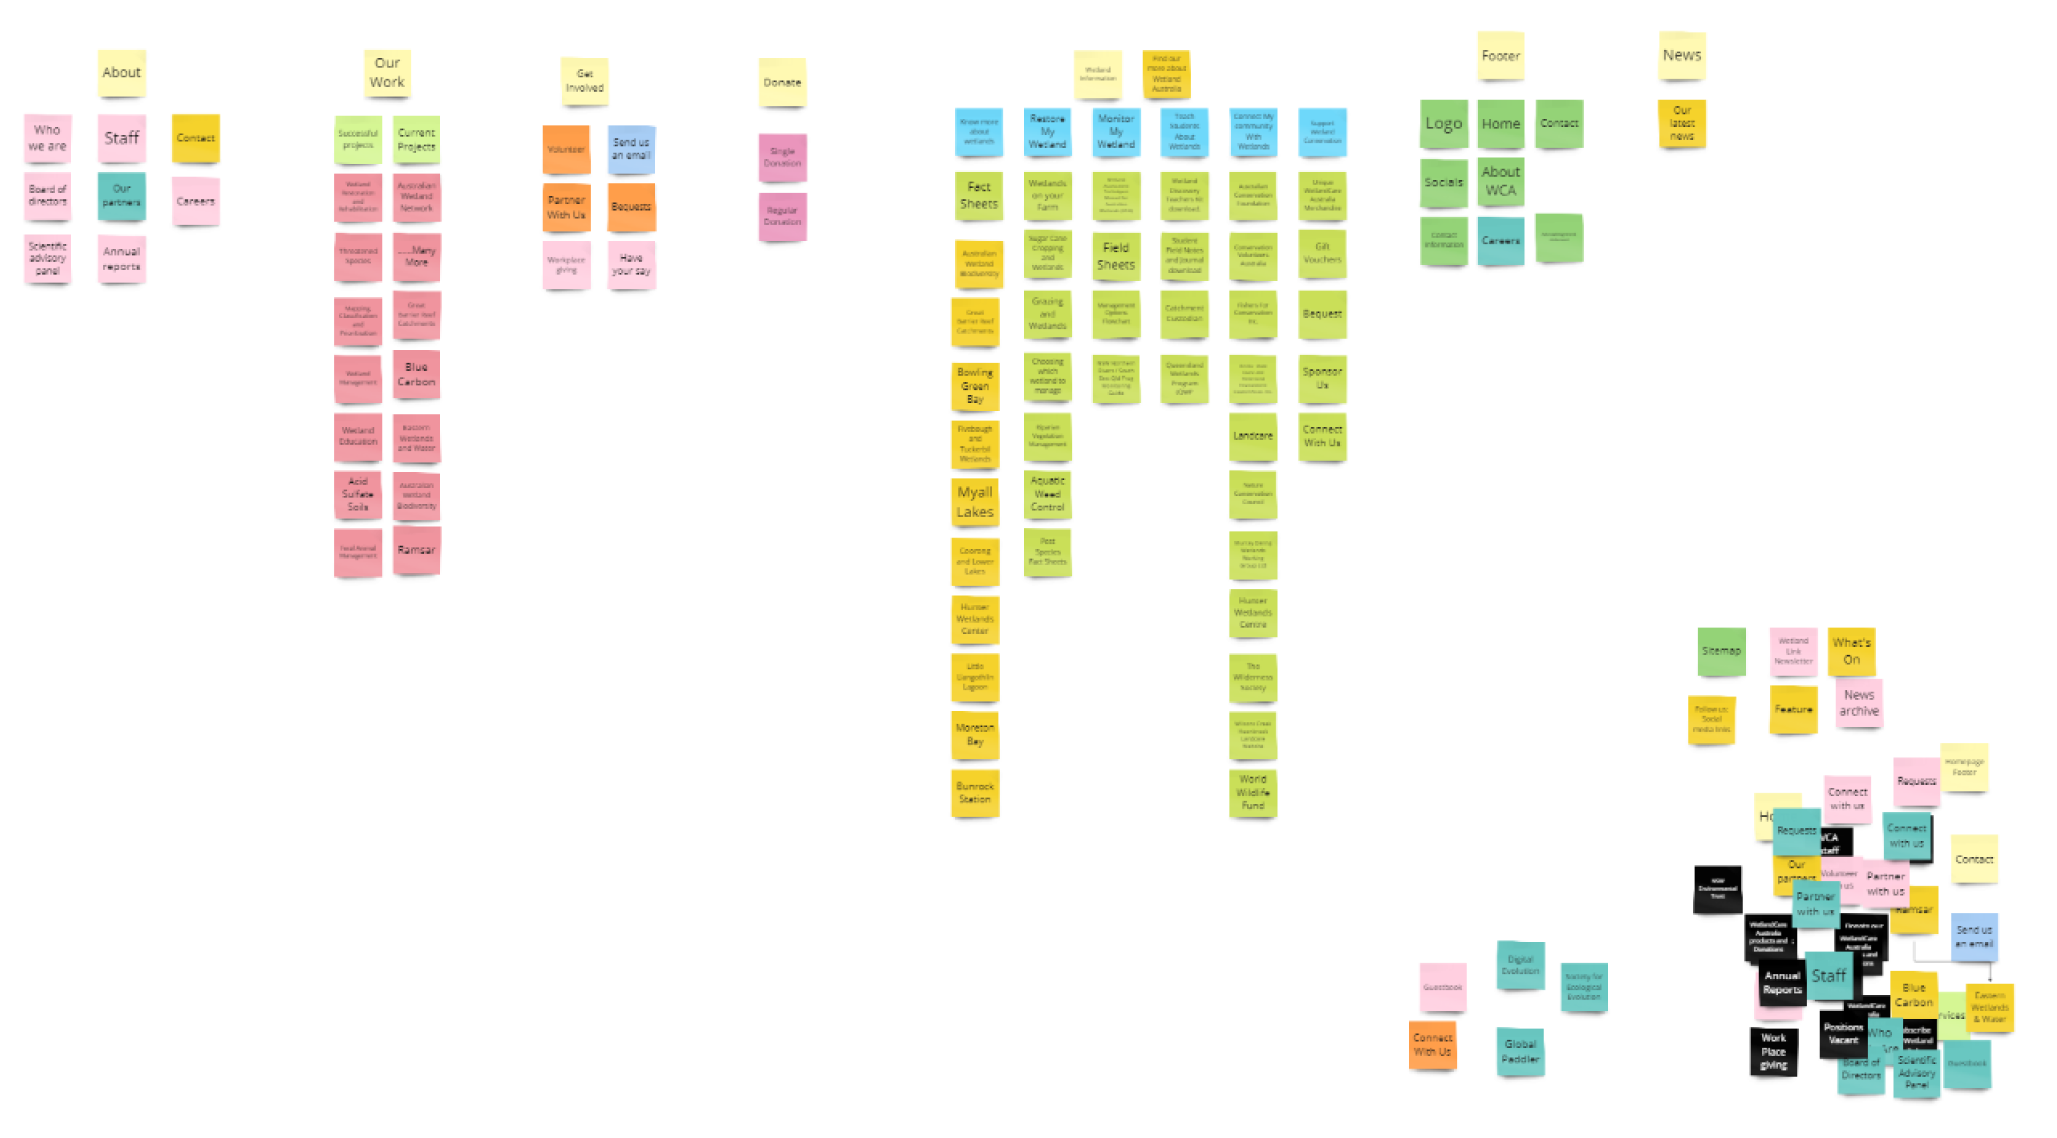 About
Who
we are
Staff
Contact
Board of
directors
Our
partners
Careers
Scientific
advisory
panel
Annual
reports
Our
Work
Successful
projects
Current
Projects
Wetland
Restoration and
Rehabilitation
Australian
Wetland
Network
Threatened
Species
....Many
More
Mapping,
Classification
and
Prioritisation
Great
Barrier Reef
Catchments
Wetland
Management
Blue
Carbon
Wetland
Education
Eastern
Wetlands
and Water
Acid
Sulfate
Soils
Australian
Wetland
Biodiversity
Feral Animal
Management
Ramsar
Get
Involved
Volunteer
Send us
an email
Partner
With Us
Bequests
Workplace
giving
Have
your say
Donate
Single
Donation
Regular
Donation
Wetland
Information
Find our
more about
Wetland
Australia
Know more
about
wetlands
Restore
My
Wetland
Monitor
My
Wetland
Teach
Students
About
Wetlands
Connect My
community
With
Wetlands
Support
Wetland
Conservation
Fact
Sheets
Australian
Wetland
Biodiversity
Great
Barrier Reef
Catchments
Bowling
Green
Bay
Fivebough
and
Tuckerbil
Wetlands
Myall
Lakes
Coorong
and Lower
Lakes
Hunter
Wetlands
Center
Little
Llangothlin
Lagoon
Moreton
Bay
Bunrock
Station
Wetlands
on your
Farm
Sugar Cane
Cropping
and
Wetlands
Grazing
and
Wetlands
Choosing
which
wetland to
manage
Riparian
Vegetation
Management
Aquatic
Weed
Control
Pest
Species
Fact Sheets
Field
Sheets
Management
Options
Flowchart
Guide
Wetland
Discovery
Teachers kit
download
Student
Field Notes
and Journal
download
Catchment
Custodian
Queensland
Wetlands
Program
Australian
Conservation
Foundation
Conservation
Volunteers
Australia
Fishers For
Conservation
Inc.
Landcare
Nature
Conservation
Council
Murray Darling
Wetlands
Working
Group Ltd
Hunter
Wetlands
Centre
The
Wilderness
Society
World
Wildlife
Fund
Unique
WetlandCare
Australia
Merchandise
Gift
Vouchers
Bequest
Sponsor
Us
Connect
With Us
Footer
Logo
Home
Contact
Socials
About
WCA
Contact
Information
Careers
News
Our
latest
news
Sitemap
Wetland
Link
Newsletter
What's
On
Follow us:
Social
media links
Feature
News
archive
Requests
Homepage
Footer
Connect
with us
Ho
Requests
WCA
staff
Connect
with us
Contact
Our
partners
Volunteer
us
Partner
with us
Environmental
Trust
Partner
with us
Ramsar
WetlandCare
Australia
products and
Donations
WetlandCare
Australia
Send us
an email
Annual
Reports
Staff
Blue
Carbon
Eastern
Wetlands
& Water
Positions
Vacant
Who
Work
Place
giving
Board of
Directors
Scientific
Advisory
Panel
Guestbook
Guestbook
Digital
Evolution
Society for
Ecological
Evolution
Connect
With Us
Global
Paddler